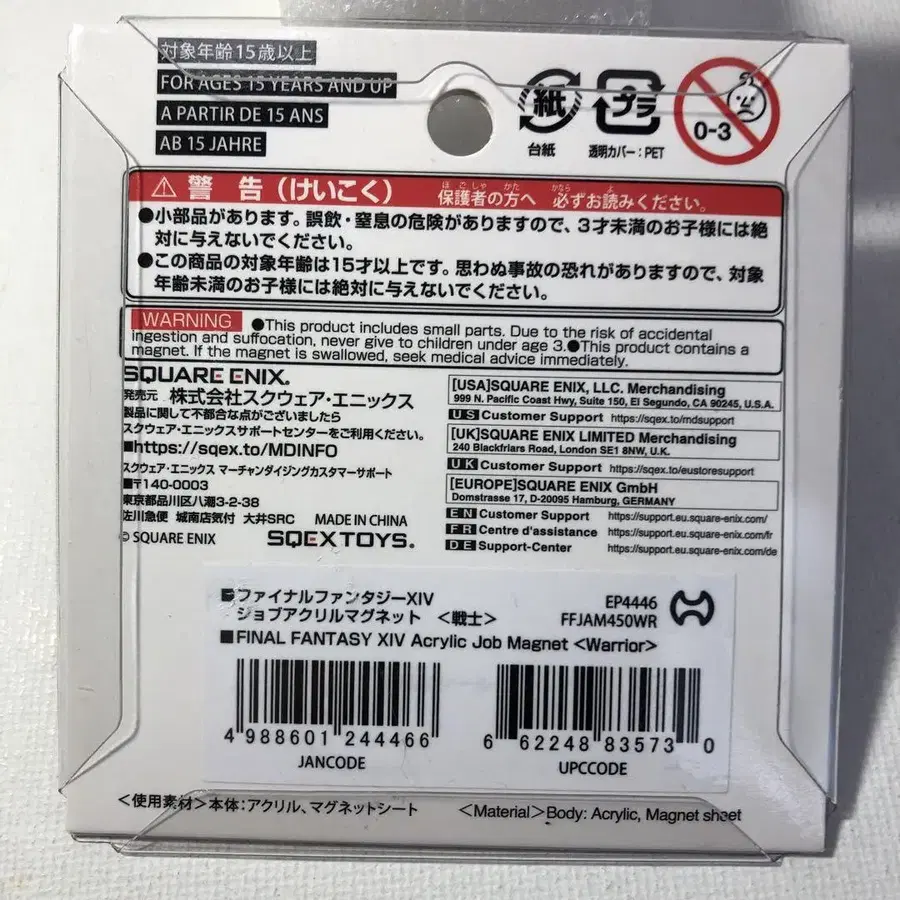 対象年齢15歳以上
FOR AGES 15 YEARS AND UP
A PARTIR DE 15 ANS
AB 15 JAHRE
紙
台紙
プラ
透明カバー:PET
0-3
⚠警告(けいこく) 保護者の方へ 必ずお読みください。
ほごしゃ かた かなら よ
●小部品があります。誤飲・窒息の危険がありますので、3才未満のお子様には絶
対に与えないでください。
●この商品の対象年齢は15才以上です。思わぬ事故の恐れがありますので、対象
年齢未満のお子様には絶対に与えないでください。
WARNING ●This product includes small parts. Due to the risk of accidental
ingestion and suffocation, never give to children under age 3.●This product contains a
magnet. If the magnet is swallowed, seek medical advice immediately.
SQUARE ENIX.
発売元 株式会社スクウェア・エニックス
製品に関して不都合な点がございましたら
スクウェア・エニックスサポートセンターをご利用ください。
■https://sqex.to/MDINFO
スクウェア・エニックス マーチャンダイジングカスタマーサポート
■〒140-0003
東京都品川区八潮3-2-38
佐川急便 城南店気付 大井SRC MADE IN CHINA
© SQUARE ENIX SQEXTOYS.
[USA]SQUARE ENIX, LLC. Merchandising
999 N. Pacific Coast Hwy, Suite 150, El Segundo, CA 90245, U.S.A.
US Customer Support https://sqex.to/mdsupport
[UK]SQUARE ENIX LIMITED Merchandising
240 Blackfriars Road, London SE1 8NW, U.K.
UK Customer Support https://sqex.to/eustoresupport
[EUROPE]SQUARE ENIX GmbH
Domstrasse 17, D-20095 Hamburg, GERMANY
EN Customer Support https://support.eu.square-enix.com/
FR Centre d'assistance https://support.eu.square-enix.com/fr
DE Support-Center https://support.eu.square-enix.com/de
■ファイナルファンタジーXIV
ジョブアクリルマグネット <戦士>
EP4446
FFJAM450WR
■FINAL FANTASY XIV Acrylic Job Magnet <Warrior>
4 988601 244466
JANCODE
6 62248 83573 0
UPCCODE
<使用素材>本体:アクリル、マグネットシート <Material>Body: Acrylic, Magnet sheet